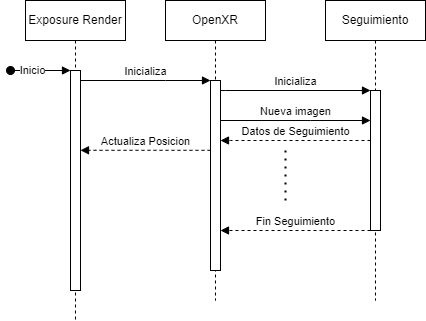 Exposure Render
OpenXR
Seguimiento
Inicio
Inicializa
Inicializa
Nueva imagen
Datos de Seguimiento
Actualiza Posicion
Fin Seguimiento